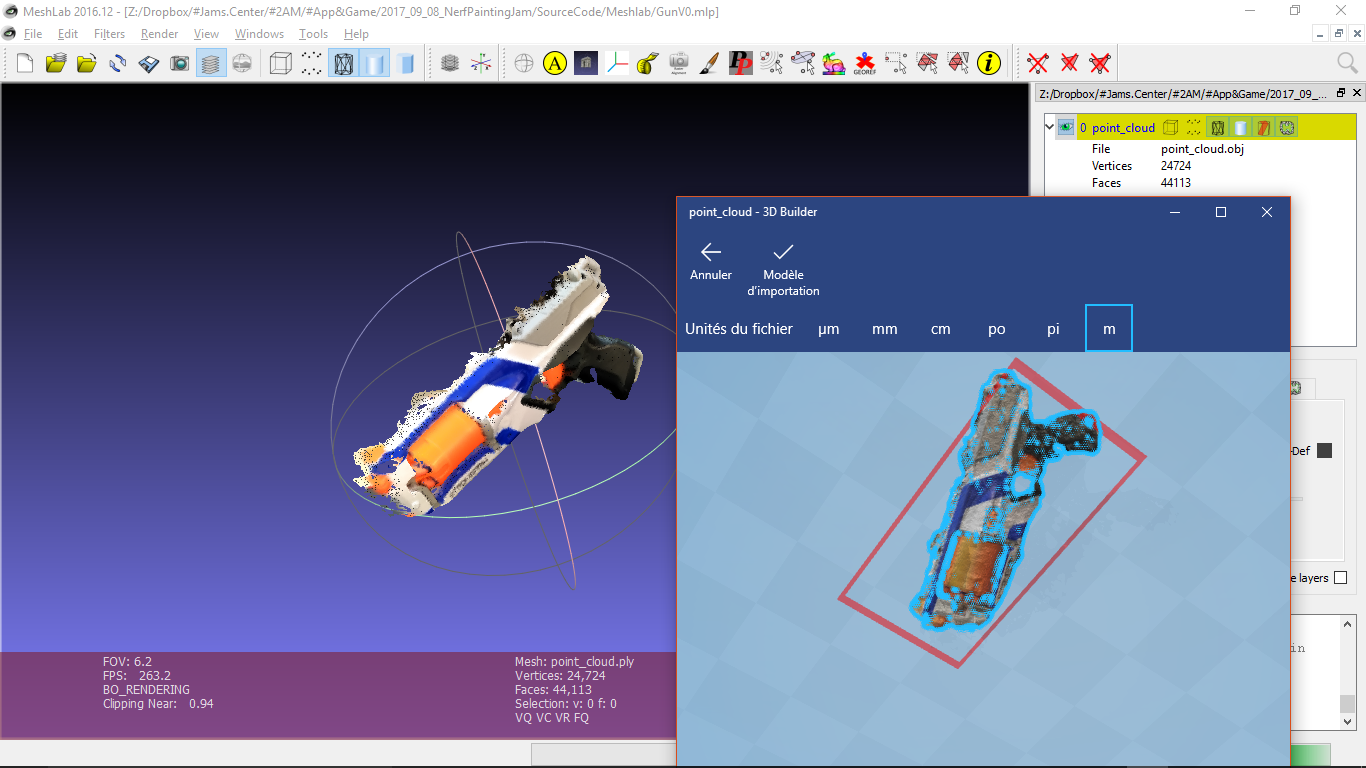 MeshLab 2016.12 - [Z:/Dropbox/#Jams.Center/#2AM/#App&Game/2017_09_08_NerfPaintingJam/SourceCode/Meshlab/GunV0.mlp]
File Edit Filters Render View Windows Tools Help
A
PP
GEOREF
i
Z:/Dropbox/#Jams.Center/#2AM/#App&Game/2017_09_...
0 point_cloud
File point_cloud.obj
Vertices 24724
Faces 44113
point_cloud - 3D Builder
Annuler
Modèle
d'importation
Unités du fichier µm mm cm po pi m
-Def
e layers
in
FOV: 6.2
FPS: 263.2
BO_RENDERING
Clipping Near: 0.94
Mesh: point_cloud.ply
Vertices: 24,724
Faces: 44,113
Selection: v: 0 f: 0
VQ VC VR FQ